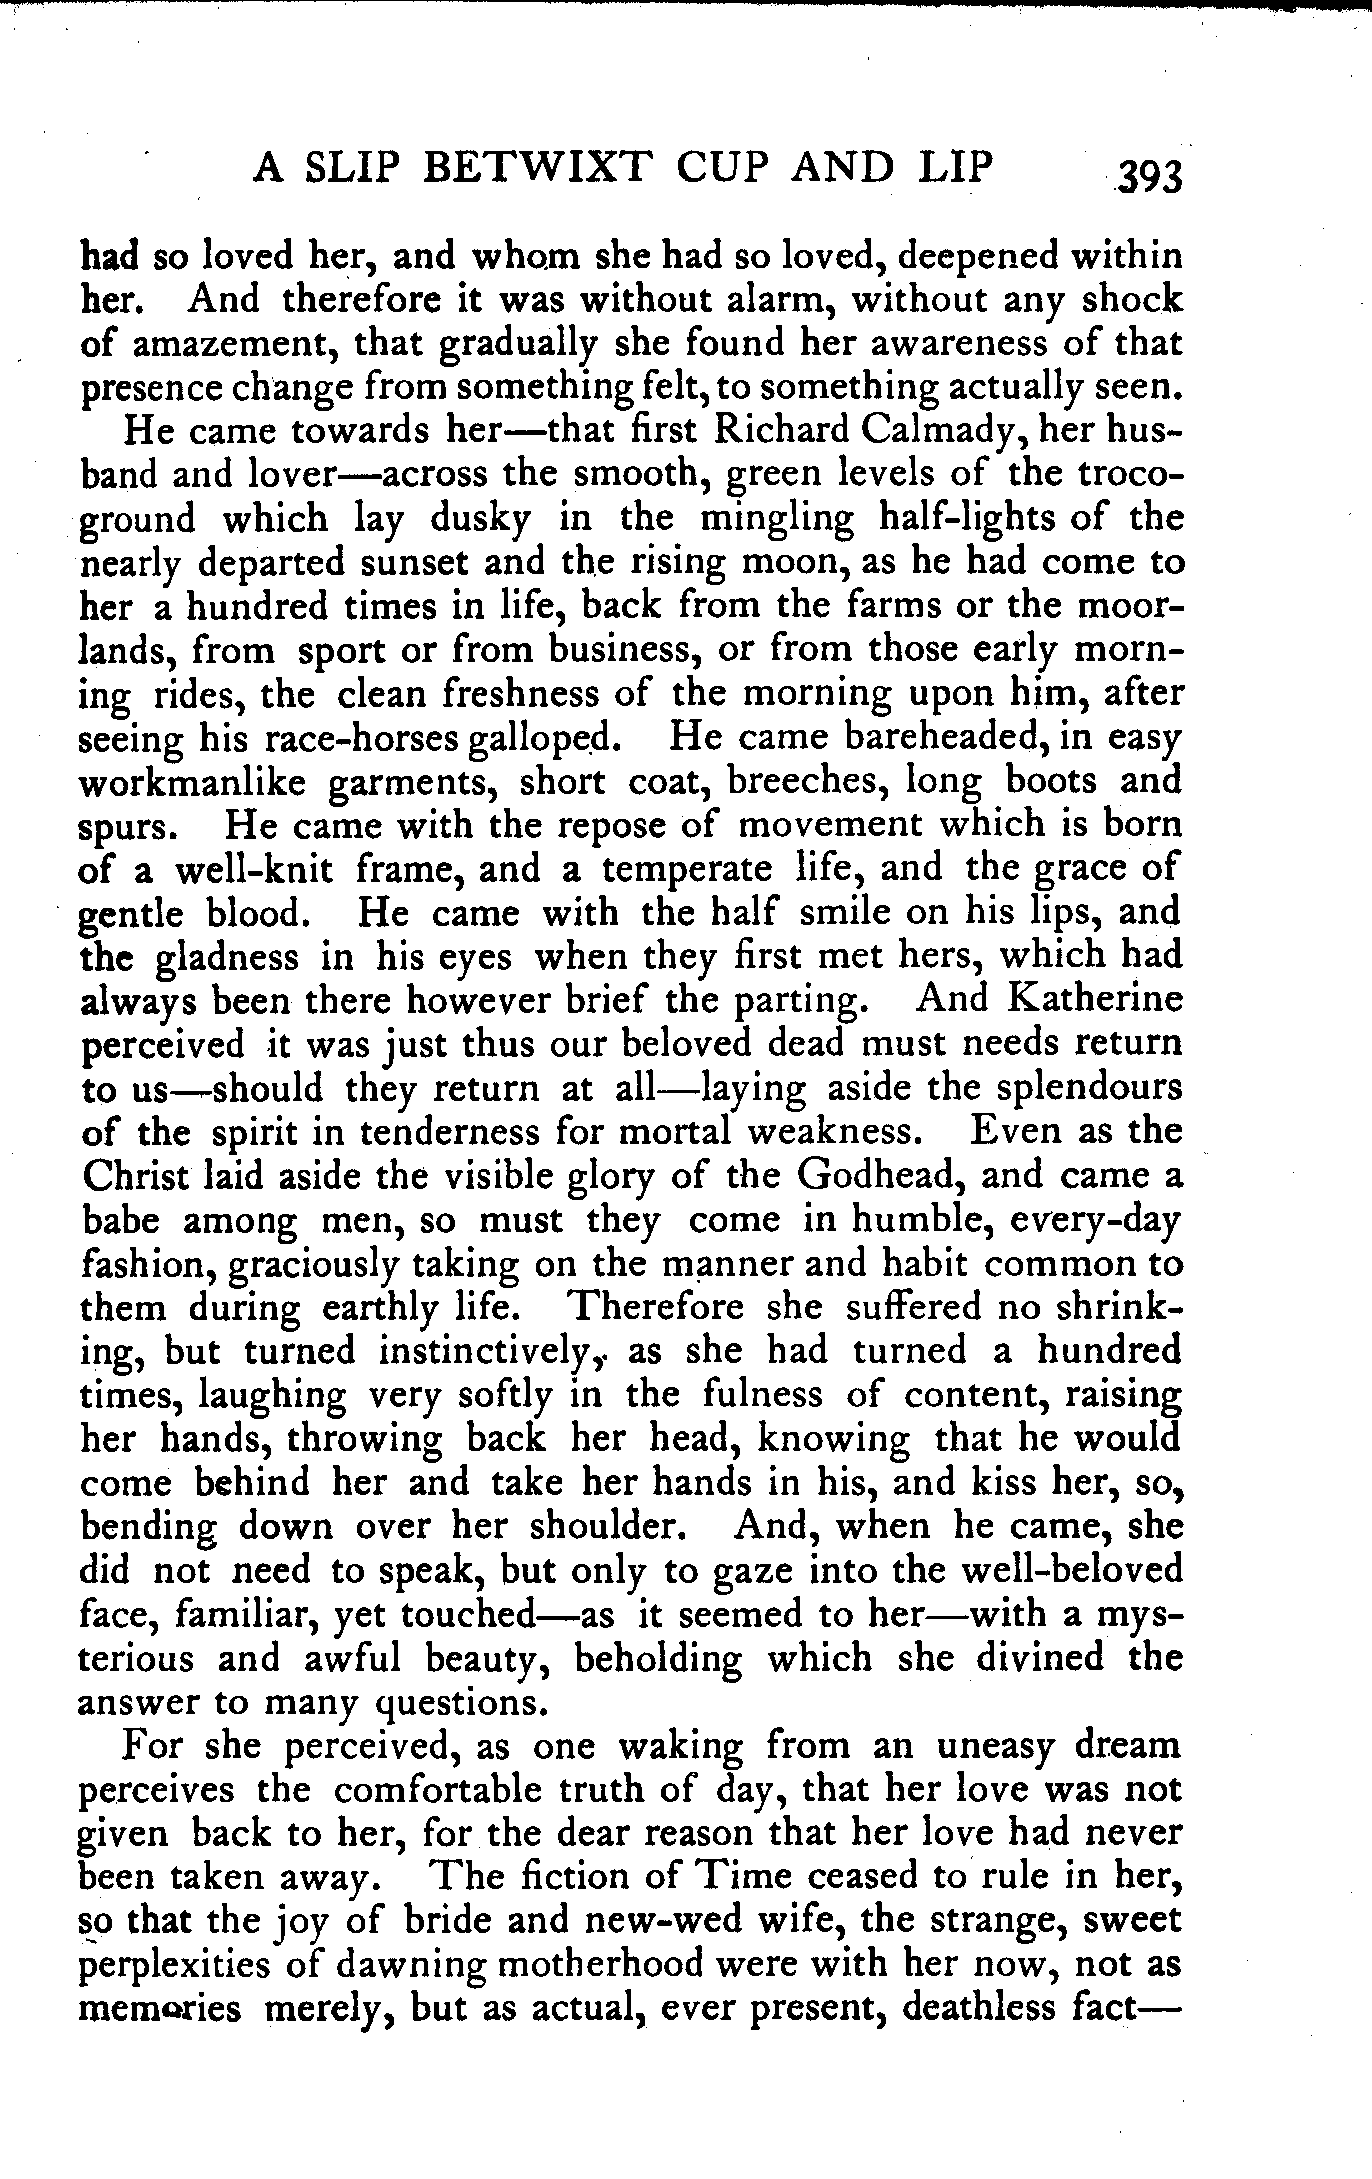 A SLIP BETWIXT CUP AND LIP 393
had so loved her, and whom she had so loved, deepened within
her. And therefore it was without alarm, without any shock
of amazement, that gradually she found her awareness of that
presence change from something felt, to something actually seen.
He came towards her—that first Richard Calmady, her hus-
band and lover—across the smooth, green levels of the troco-
ground which lay dusky in the mingling half-lights of the
nearly departed sunset and the rising moon, as he had come to
her a hundred times in life, back from the farms or the moor-
lands, from sport or from business, or from those early morn-
ing rides, the clean freshness of the morning upon him, after
seeing his race-horses galloped. He came bareheaded, in easy
workmanlike garments, short coat, breeches, long boots and
spurs. He came with the repose of movement which is born
of a well-knit frame, and a temperate life, and the grace of
gentle blood. He came with the half smile on his lips, and
the gladness in his eyes when they first met hers, which had
always been there however brief the parting. And Katherine
perceived it was just thus our beloved dead must needs return
to us—should they return at all—laying aside the splendours
of the spirit in tenderness for mortal weakness. Even as the
Christ laid aside the visible glory of the Godhead, and came a
babe among men, so must they come in humble, every-day
fashion, graciously taking on the manner and habit common to
them during earthly life. Therefore she suffered no shrink-
ing, but turned instinctively, as she had turned a hundred
times, laughing very softly in the fulness of content, raising
her hands, throwing back her head, knowing that he would
come behind her and take her hands in his, and kiss her, so,
bending down over her shoulder. And, when he came, she
did not need to speak, but only to gaze into the well-beloved
face, familiar, yet touched—as it seemed to her—with a mys-
terious and awful beauty, beholding which she divined the
answer to many questions.
For she perceived, as one waking from an uneasy dream
perceives the comfortable truth of day, that her love was not
given back to her, for the dear reason that her love had never
been taken away. The fiction of Time ceased to rule in her,
so that the joy of bride and new-wed wife, the strange, sweet
perplexities of dawning motherhood were with her now, not as
memories merely, but as actual, ever present, deathless fact—